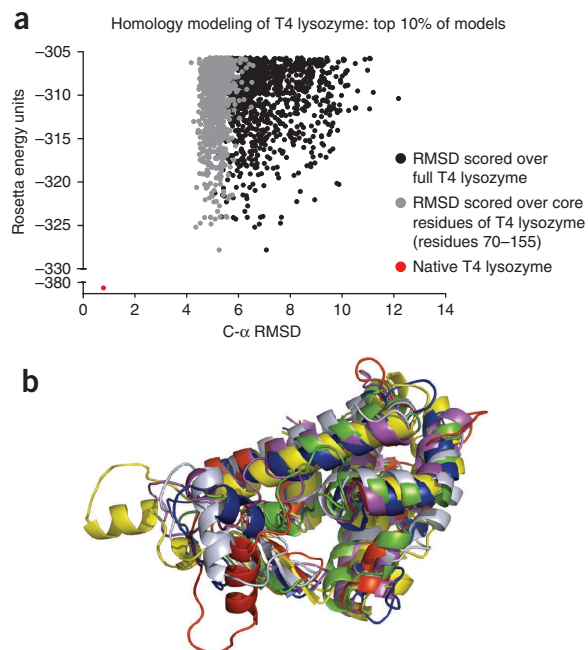 a
Homology modeling of T4 lysozyme: top 10% of models
Rosetta energy units
–305
–310
–315
–320
–325
–330
–380
0 2 4 6 8 10 12 14
C-α RMSD
RMSD scored over
full T4 lysozyme
RMSD scored over core
residues of T4 lysozyme
(residues 70–155)
Native T4 lysozyme
b